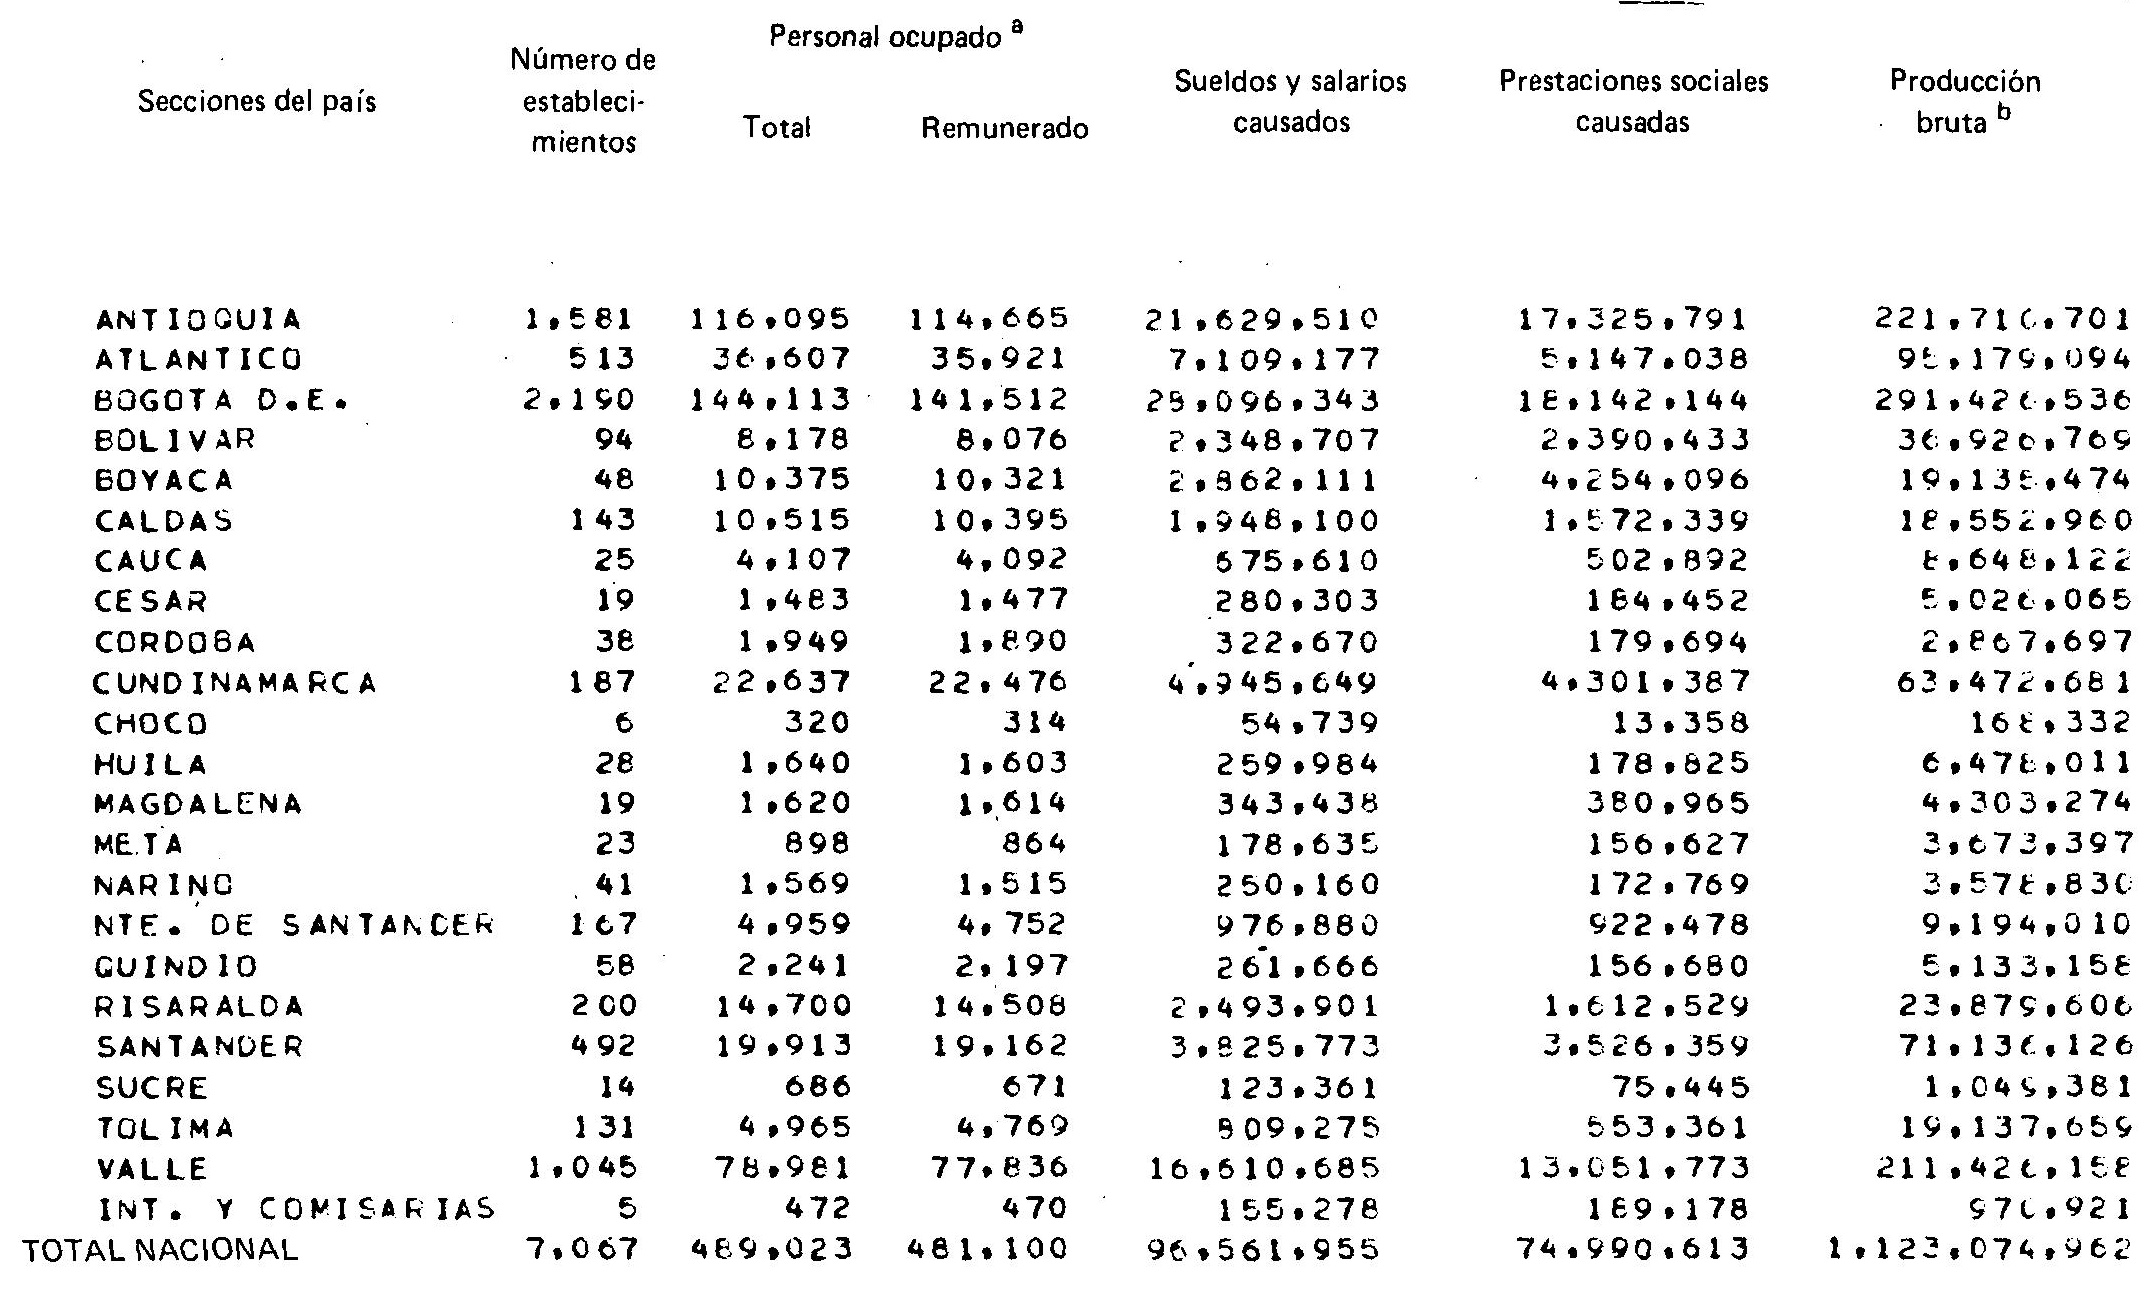 Personal ocupado a
Secciones del país Número de estableci- mientos Total Remunerado Sueldos y salarios causados Prestaciones sociales causadas Producción bruta b
ANTIOQUIA 1,581 116,095 114,665 21,629,510 17,325,791 221,710,701
ATLANTICO 513 36,607 35,921 7,109,177 5,147,038 95,179,094
BOGOTA D.E. 2,190 144,113 141,512 28,096,343 18,142,144 291,426,536
BOLIVAR 94 8,178 8,076 2,348,707 2,390,433 36,926,769
BOYACA 48 10,375 10,321 2,862,111 4,254,096 19,135,474
CALDAS 143 10,515 10,395 1,948,100 1,572,339 18,552,960
CAUCA 25 4,107 4,092 675,610 502,892 8,648,122
CESAR 19 1,483 1,477 280,303 184,452 5,026,065
CORDOBA 38 1,949 1,890 322,670 179,694 2,867,697
CUNDINAMARCA 187 22,637 22,476 4,945,649 4,301,387 63,472,681
CHOCO 6 320 314 54,739 13,358 168,332
HUILA 28 1,640 1,603 259,984 178,825 6,478,011
MAGDALENA 19 1,620 1,614 343,438 380,965 4,303,274
META 23 898 864 178,635 156,627 3,673,397
NARINO 41 1,569 1,515 250,160 172,769 3,578,830
NTE. DE SANTANDER 167 4,959 4,752 976,880 922,478 9,194,010
QUINDIO 58 2,241 2,197 261,666 156,680 5,133,158
RISARALDA 200 14,700 14,508 2,493,901 1,612,529 23,879,606
SANTANDER 492 19,913 19,162 3,825,773 3,526,359 71,136,126
SUCRE 14 686 671 123,361 75,445 1,049,381
TOLIMA 131 4,965 4,769 809,275 553,361 19,137,659
VALLE 1,045 78,981 77,836 16,610,685 13,051,773 211,426,158
INT. Y COMISARIAS 5 472 470 155,278 189,178 970,921
TOTAL NACIONAL 7,067 489,023 481,100 96,561,955 74,990,613 1,123,074,962